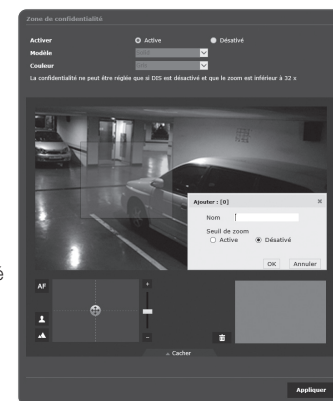 Zone de confidentialité
Activer Active Désativé
Modèle Solid
Couleur Gris
La confidentialité ne peut être réglée que si DIS est désactivé et que le zoom est inférieur à 32 x
Ajouter : [0]
Nom
Seuil de zoom
Active Désativé
OK Annuler
é
AF
+
-
Cacher
Appliquer